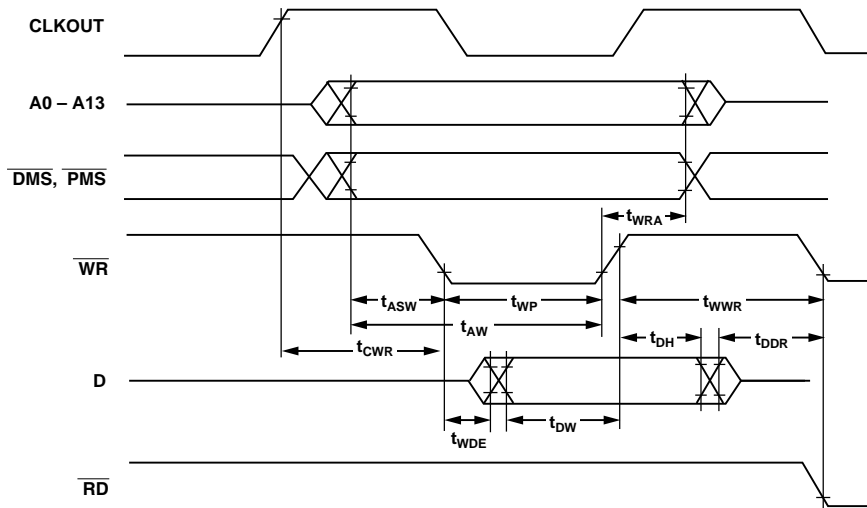 CLKOUT
A0 – A13
DMS, PMS
tWRA
WR
tASW
tWP
tWWR
tAW
tDH
tDDR
tCWR
D
tWDE
tDW
RD